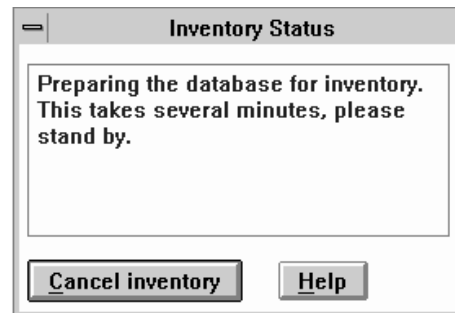 Inventory Status
Preparing the database for inventory.
This takes several minutes, please
stand by.
Cancel inventory
Help